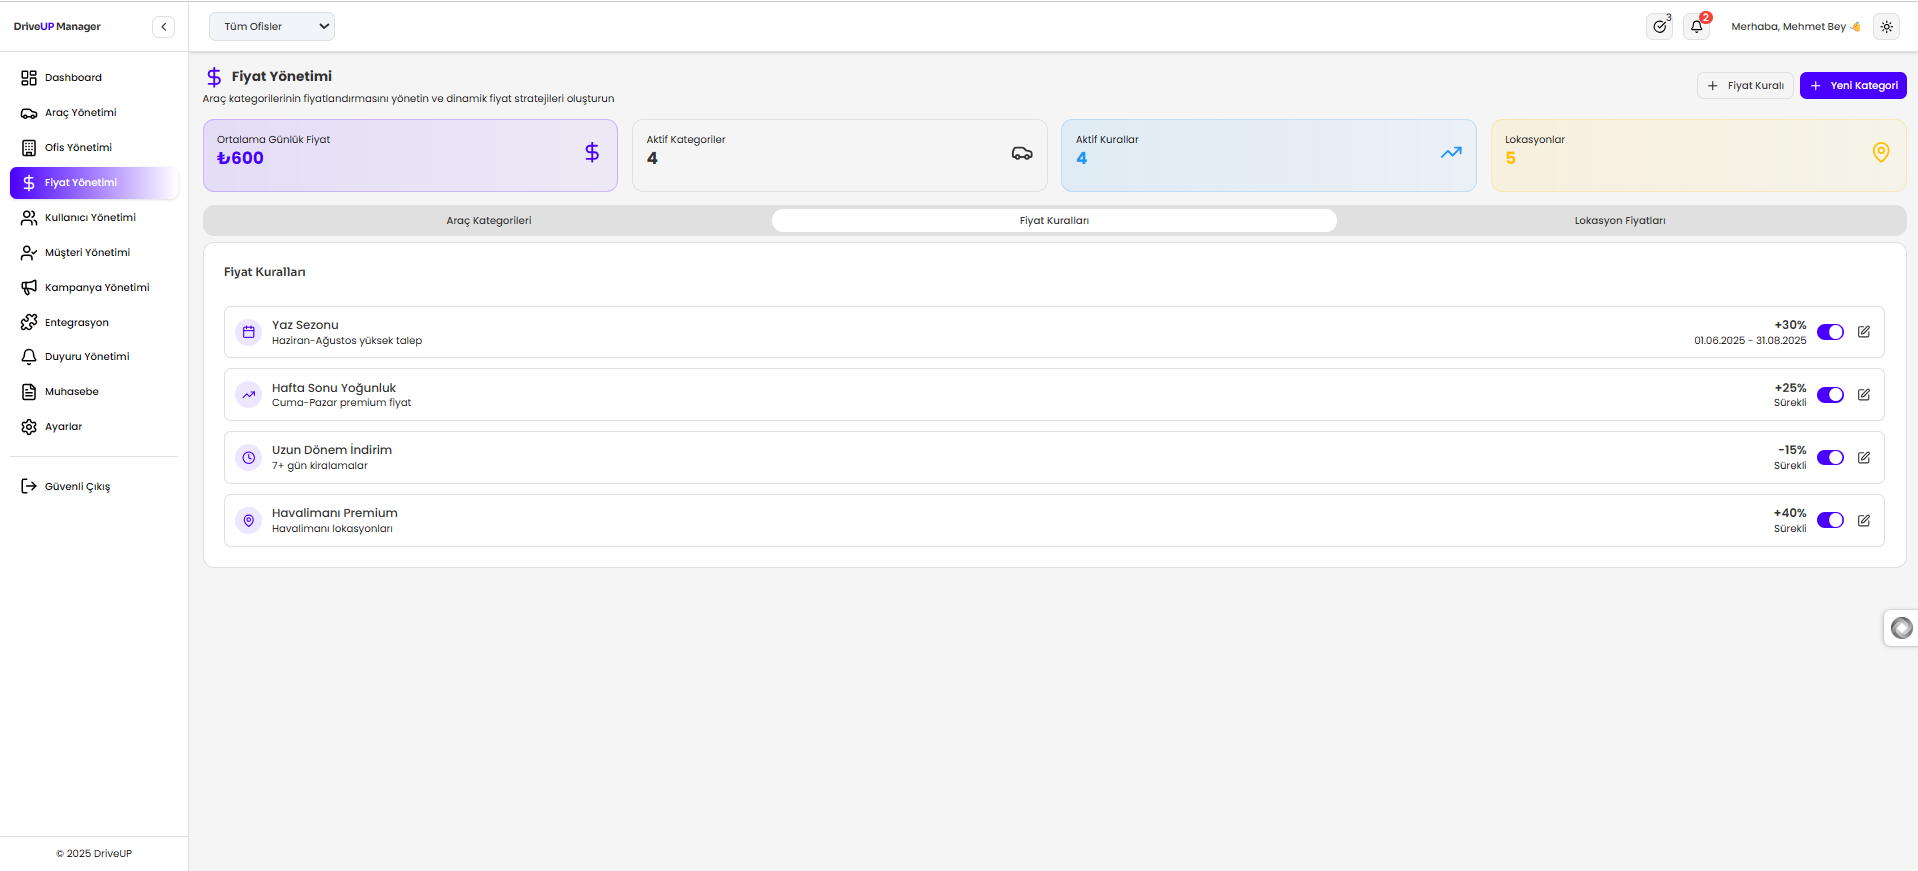 DriveUP Manager
Tüm Ofisler
3
2
Merhaba, Mehmet Bey 👋
Dashboard
Araç Yönetimi
Ofis Yönetimi
Fiyat Yönetimi
Kullanıcı Yönetimi
Müşteri Yönetimi
Kampanya Yönetimi
Entegrasyon
Duyuru Yönetimi
Muhasebe
Ayarlar
Güvenli Çıkış
© 2025 DriveUP
Fiyat Yönetimi
Araç kategorilerinin fiyatlandırmasını yönetin ve dinamik fiyat stratejileri oluşturun
Fiyat Kuralı
Yeni Kategori
Ortalama Günlük Fiyat
₺600
Aktif Kategoriler
4
Aktif Kurallar
4
Lokasyonlar
5
Araç Kategorileri
Fiyat Kuralları
Lokasyon Fiyatları
Fiyat Kuralları
Yaz Sezonu
Haziran-Ağustos yüksek talep
+30%
01.06.2025 - 31.08.2025
Hafta Sonu Yoğunluk
Cuma-Pazar premium fiyat
+25%
Sürekli
Uzun Dönem İndirim
7+ gün kiralamalar
-15%
Sürekli
Havalimanı Premium
Havalimanı lokasyonları
+40%
Sürekli